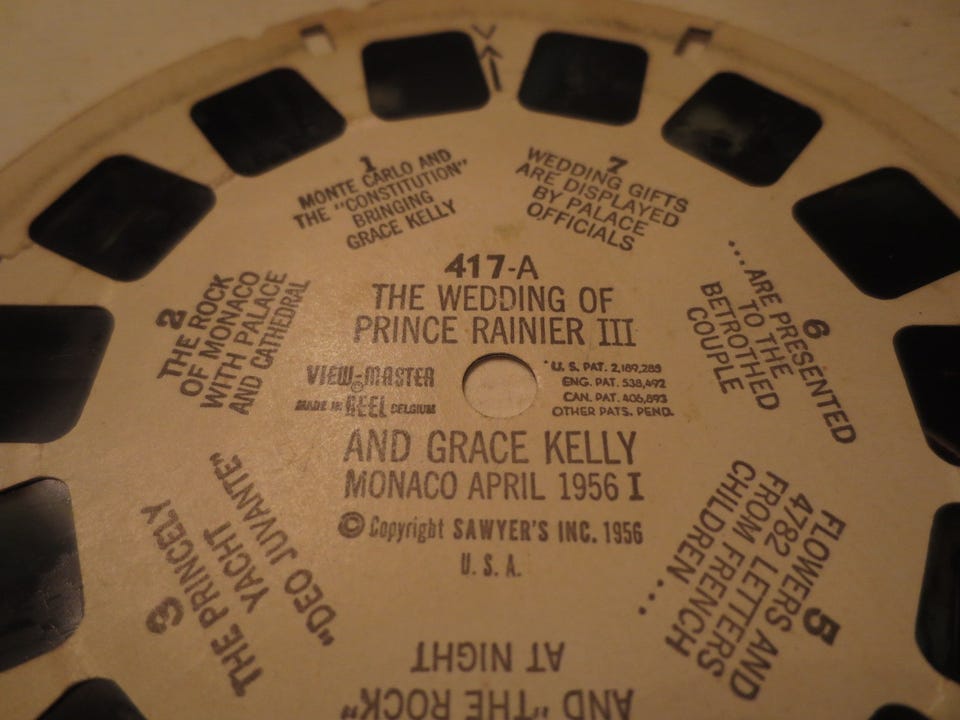 417-A
THE WEDDING OF
PRINCE RAINIER III
VIEW-MASTER
MADE IN REEL BELGIUM
U. S. PAT. 2,189,285
ENG. PAT. 538,492
CAN. PAT. 406,893
OTHER PATS. PEND.
AND GRACE KELLY
MONACO APRIL 1956 I
© Copyright SAWYER'S INC. 1956
U. S. A.
1
MONTE CARLO AND
THE "CONSTITUTION"
BRINGING
GRACE KELLY
2
THE ROCK
OF MONACO
WITH PALACE
AND CATHEDRAL
3
THE PRINCELY
YACHT
"DEO JUVANTE"
AND "THE ROCK"
AT NIGHT
5
FLOWERS AND
4782 LETTERS
FROM FRENCH
CHILDREN...
6
....ARE PRESENTED
TO THE
BETROTHED
COUPLE
7
WEDDING GIFTS
ARE DISPLAYED
BY PALACE
OFFICIALS